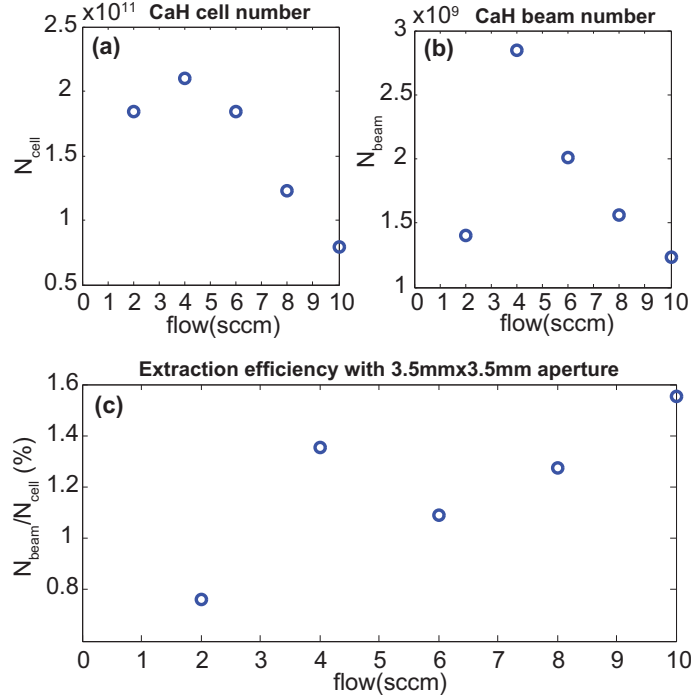 x10¹¹ CaH cell number
(a)
2.5
2
1.5
1
0.5
N_cell
0 1 2 3 4 5 6 7 8 9 10
flow(sccm)
x10⁹ CaH beam number
(b)
3
2.5
2
1.5
1
N_beam
0 1 2 3 4 5 6 7 8 9 10
flow(sccm)
Extraction efficiency with 3.5mmx3.5mm aperture
(c)
1.6
1.4
1.2
1
0.8
N_beam/N_cell (%)
0 1 2 3 4 5 6 7 8 9 10
flow(sccm)